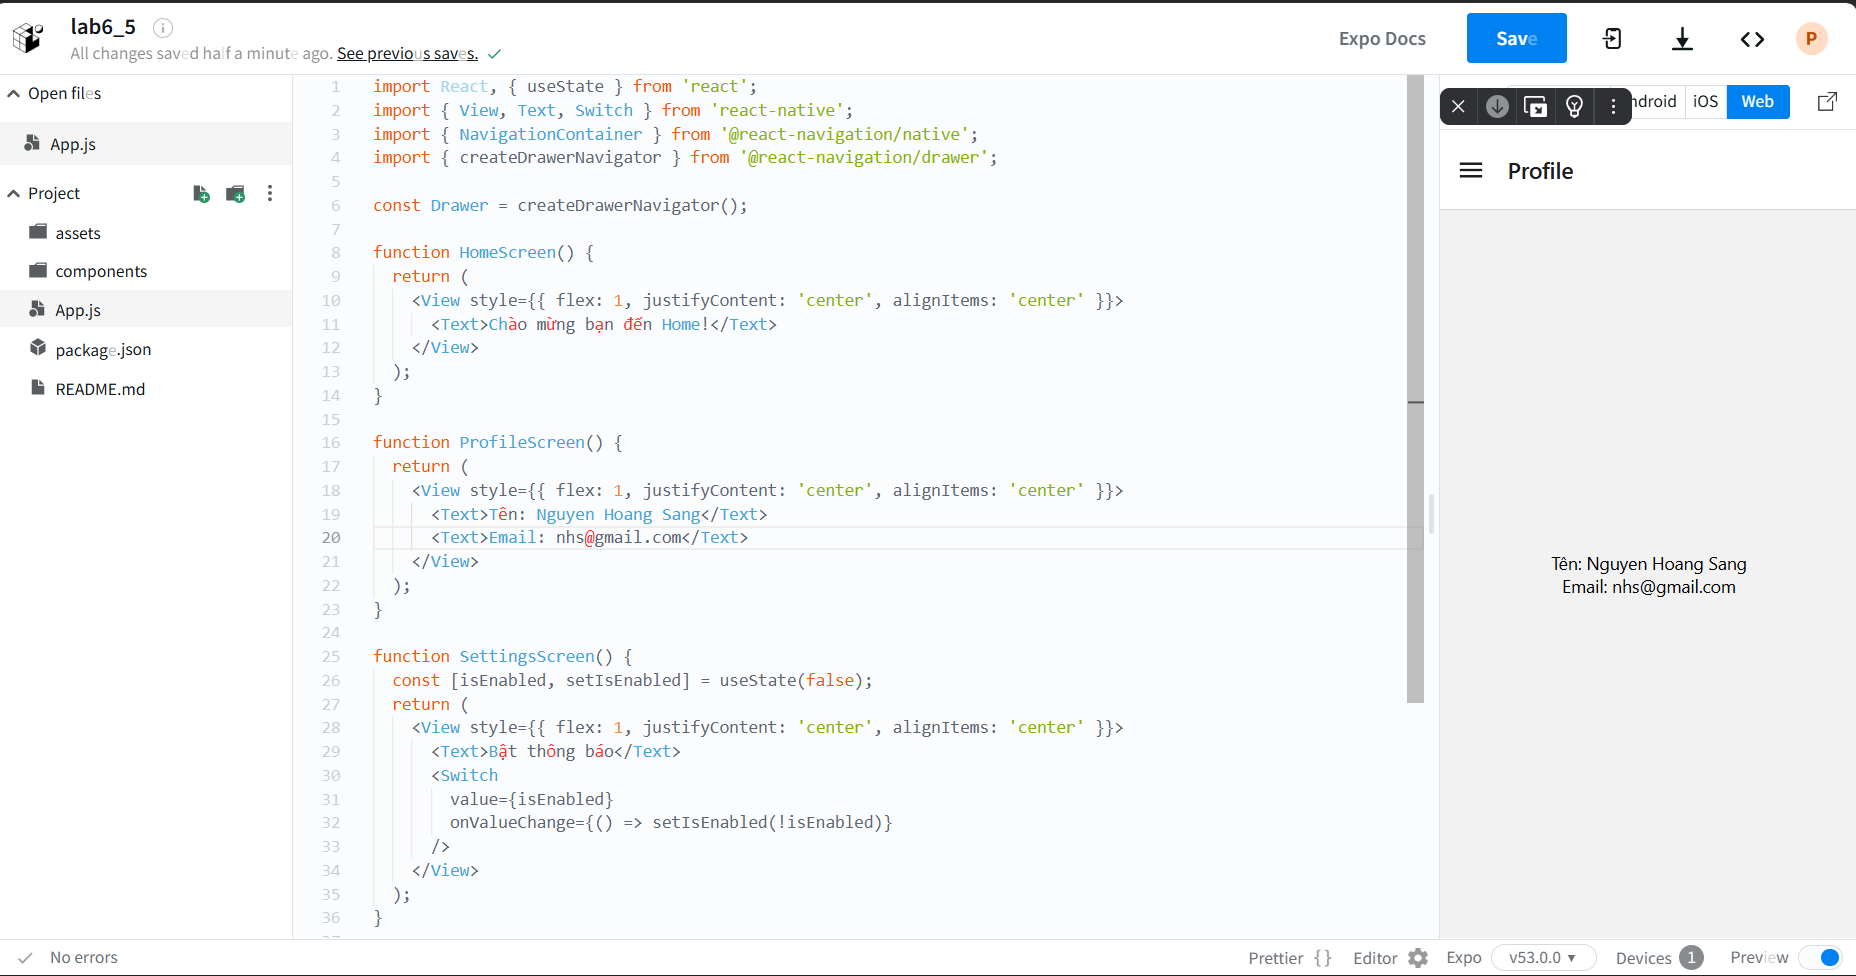 lab6_5
All changes saved half a minute ago. See previous saves.
Expo Docs
Save
P
Open files
App.js
Project
assets
components
App.js
package.json
README.md
1 import React, { useState } from 'react';
2 import { View, Text, Switch } from 'react-native';
3 import { NavigationContainer } from '@react-navigation/native';
4 import { createDrawerNavigator } from '@react-navigation/drawer';
5
6 const Drawer = createDrawerNavigator();
7
8 function HomeScreen() {
9   return (
10     <View style={{ flex: 1, justifyContent: 'center', alignItems: 'center' }}>
11       <Text>Chào mừng bạn đến Home!</Text>
12     </View>
13   );
14 }
15
16 function ProfileScreen() {
17   return (
18     <View style={{ flex: 1, justifyContent: 'center', alignItems: 'center' }}>
19       <Text>Tên: Nguyen Hoang Sang</Text>
20       <Text>Email: nhs@gmail.com</Text>
21     </View>
22   );
23 }
24
25 function SettingsScreen() {
26   const [isEnabled, setIsEnabled] = useState(false);
27   return (
28     <View style={{ flex: 1, justifyContent: 'center', alignItems: 'center' }}>
29       <Text>Bật thông báo</Text>
30       <Switch
31         value={isEnabled}
32         onValueChange={() => setIsEnabled(!isEnabled)}
33       />
34     </View>
35   );
36 }
iOS
Web
Profile
Tên: Nguyen Hoang Sang
Email: nhs@gmail.com
No errors
Prettier {} Editor Expo v53.0.0 Devices 1 Preview